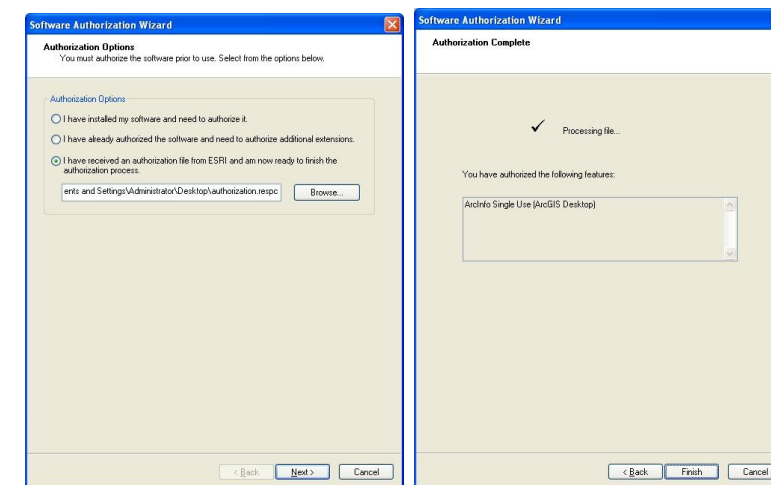 Software Authorization Wizard
Authorization Options
You must authorize the software prior to use. Select from the options below.
Authorization Options
I have installed my software and need to authorize it.
I have already authorized the software and need to authorize additional extensions.
I have received an authorization file from ESRI and am now ready to finish the
authorization process.
ents and Settings\Administrator\Desktop\authorization.respc
Browse...
< Back
Next >
Cancel
Software Authorization Wizard
Authorization Complete
Processing file...
You have authorized the following features:
ArcInfo Single Use (ArcGIS Desktop)
< Back
Finish
Cancel